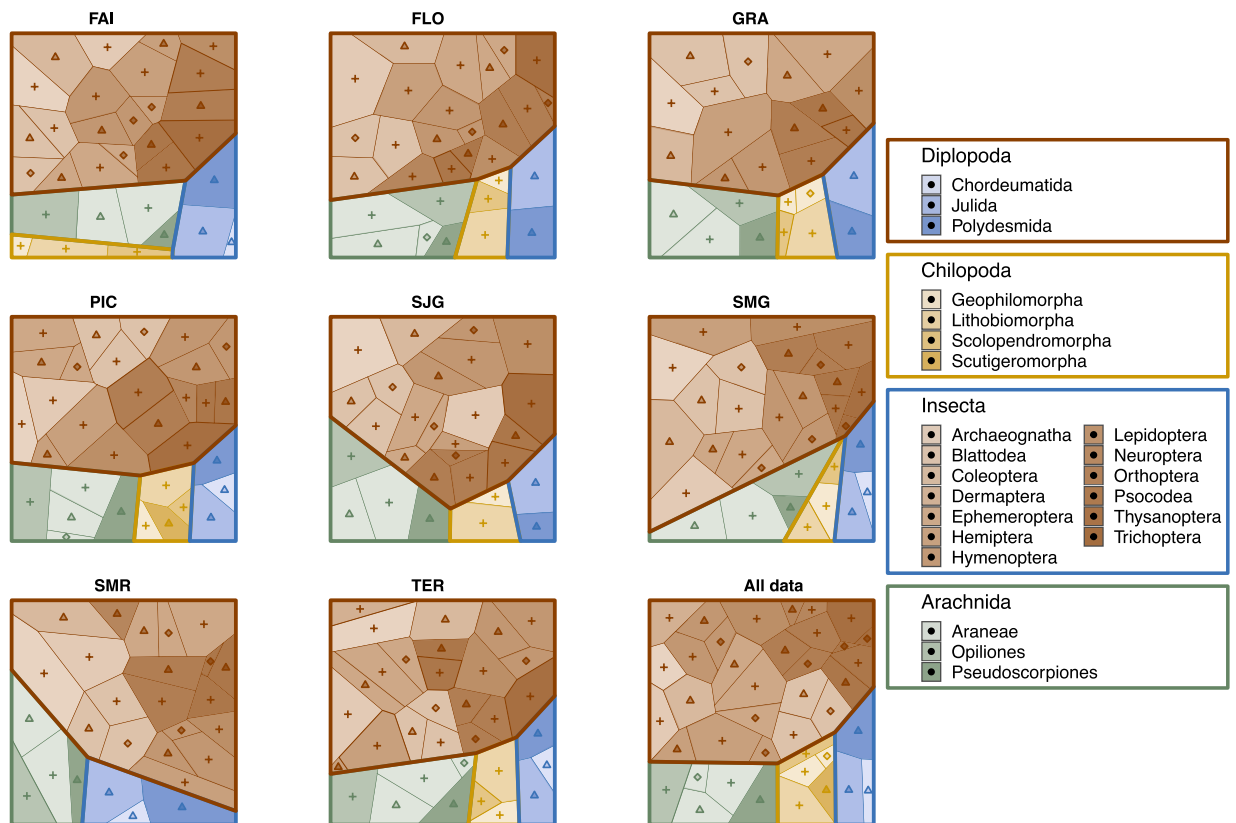 FAI
FLO
GRA
PIC
SJG
SMG
SMR
TER
All data
Diplopoda
Chordeumatida
Julida
Polydesmida
Chilopoda
Geophilomorpha
Lithobiomorpha
Scolopendromorpha
Scutigeromorpha
Insecta
Archaeognatha
Blattodea
Coleoptera
Dermaptera
Ephemeroptera
Hemiptera
Hymenoptera
Lepidoptera
Neuroptera
Orthoptera
Psocodea
Thysanoptera
Trichoptera
Arachnida
Araneae
Opiliones
Pseudoscorpiones